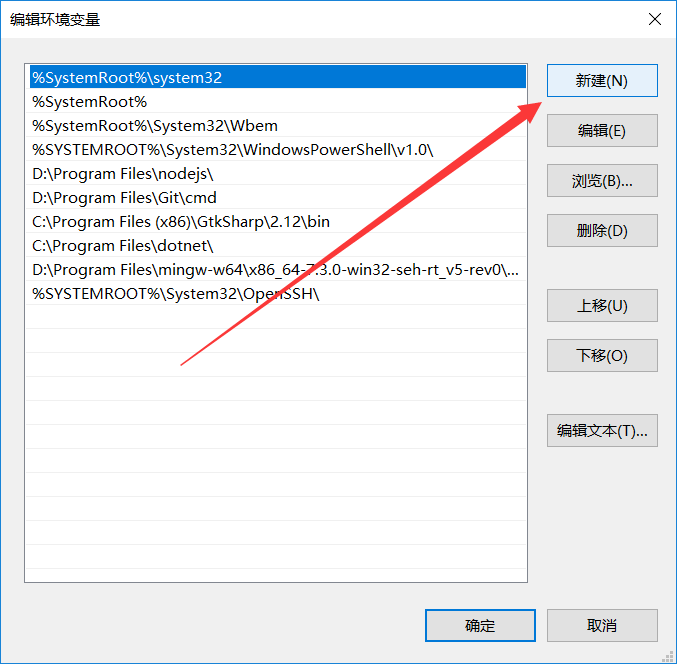 编辑环境变量
%SystemRoot%\system32
%SystemRoot%
%SystemRoot%\System32\Wbem
%SYSTEMROOT%\System32\WindowsPowerShell\v1.0\
D:\Program Files\nodejs\
D:\Program Files\Git\cmd
C:\Program Files (x86)\GtkSharp\2.12\bin
C:\Program Files\dotnet\
D:\Program Files\mingw-w64\x86_64-7.3.0-win32-seh-rt_v5-rev0\...
%SYSTEMROOT%\System32\OpenSSH\
新建(N)
编辑(E)
浏览(B)...
删除(D)
上移(U)
下移(O)
编辑文本(T)...
确定
取消